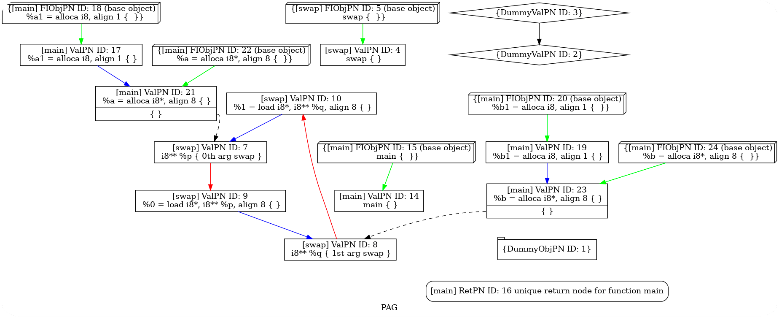 {[main] FIObjPN ID: 18 (base object)
%a1 = alloca i8, align 1 {  }}
{[swap] FIObjPN ID: 5 (base object)
swap {  }}
{DummyValPN ID: 3}
[main] ValPN ID: 17
%a1 = alloca i8, align 1 { }
{[main] FIObjPN ID: 22 (base object)
%a = alloca i8*, align 8 {  }}
[swap] ValPN ID: 4
swap { }
{DummyValPN ID: 2}
[main] ValPN ID: 21
%a = alloca i8*, align 8 { }
{ }
[swap] ValPN ID: 10
%1 = load i8*, i8** %q, align 8 { }
{[main] FIObjPN ID: 20 (base object)
%b1 = alloca i8, align 1 {  }}
[swap] ValPN ID: 7
i8** %p { 0th arg swap }
{[main] FIObjPN ID: 15 (base object)
main {  }}
[main] ValPN ID: 19
%b1 = alloca i8, align 1 { }
{[main] FIObjPN ID: 24 (base object)
%b = alloca i8*, align 8 {  }}
[swap] ValPN ID: 9
%0 = load i8*, i8** %p, align 8 { }
[main] ValPN ID: 14
main { }
[main] ValPN ID: 23
%b = alloca i8*, align 8 { }
{ }
[swap] ValPN ID: 8
i8** %q { 1st arg swap }
{DummyObjPN ID: 1}
[main] RetPN ID: 16 unique return node for function main
PAG